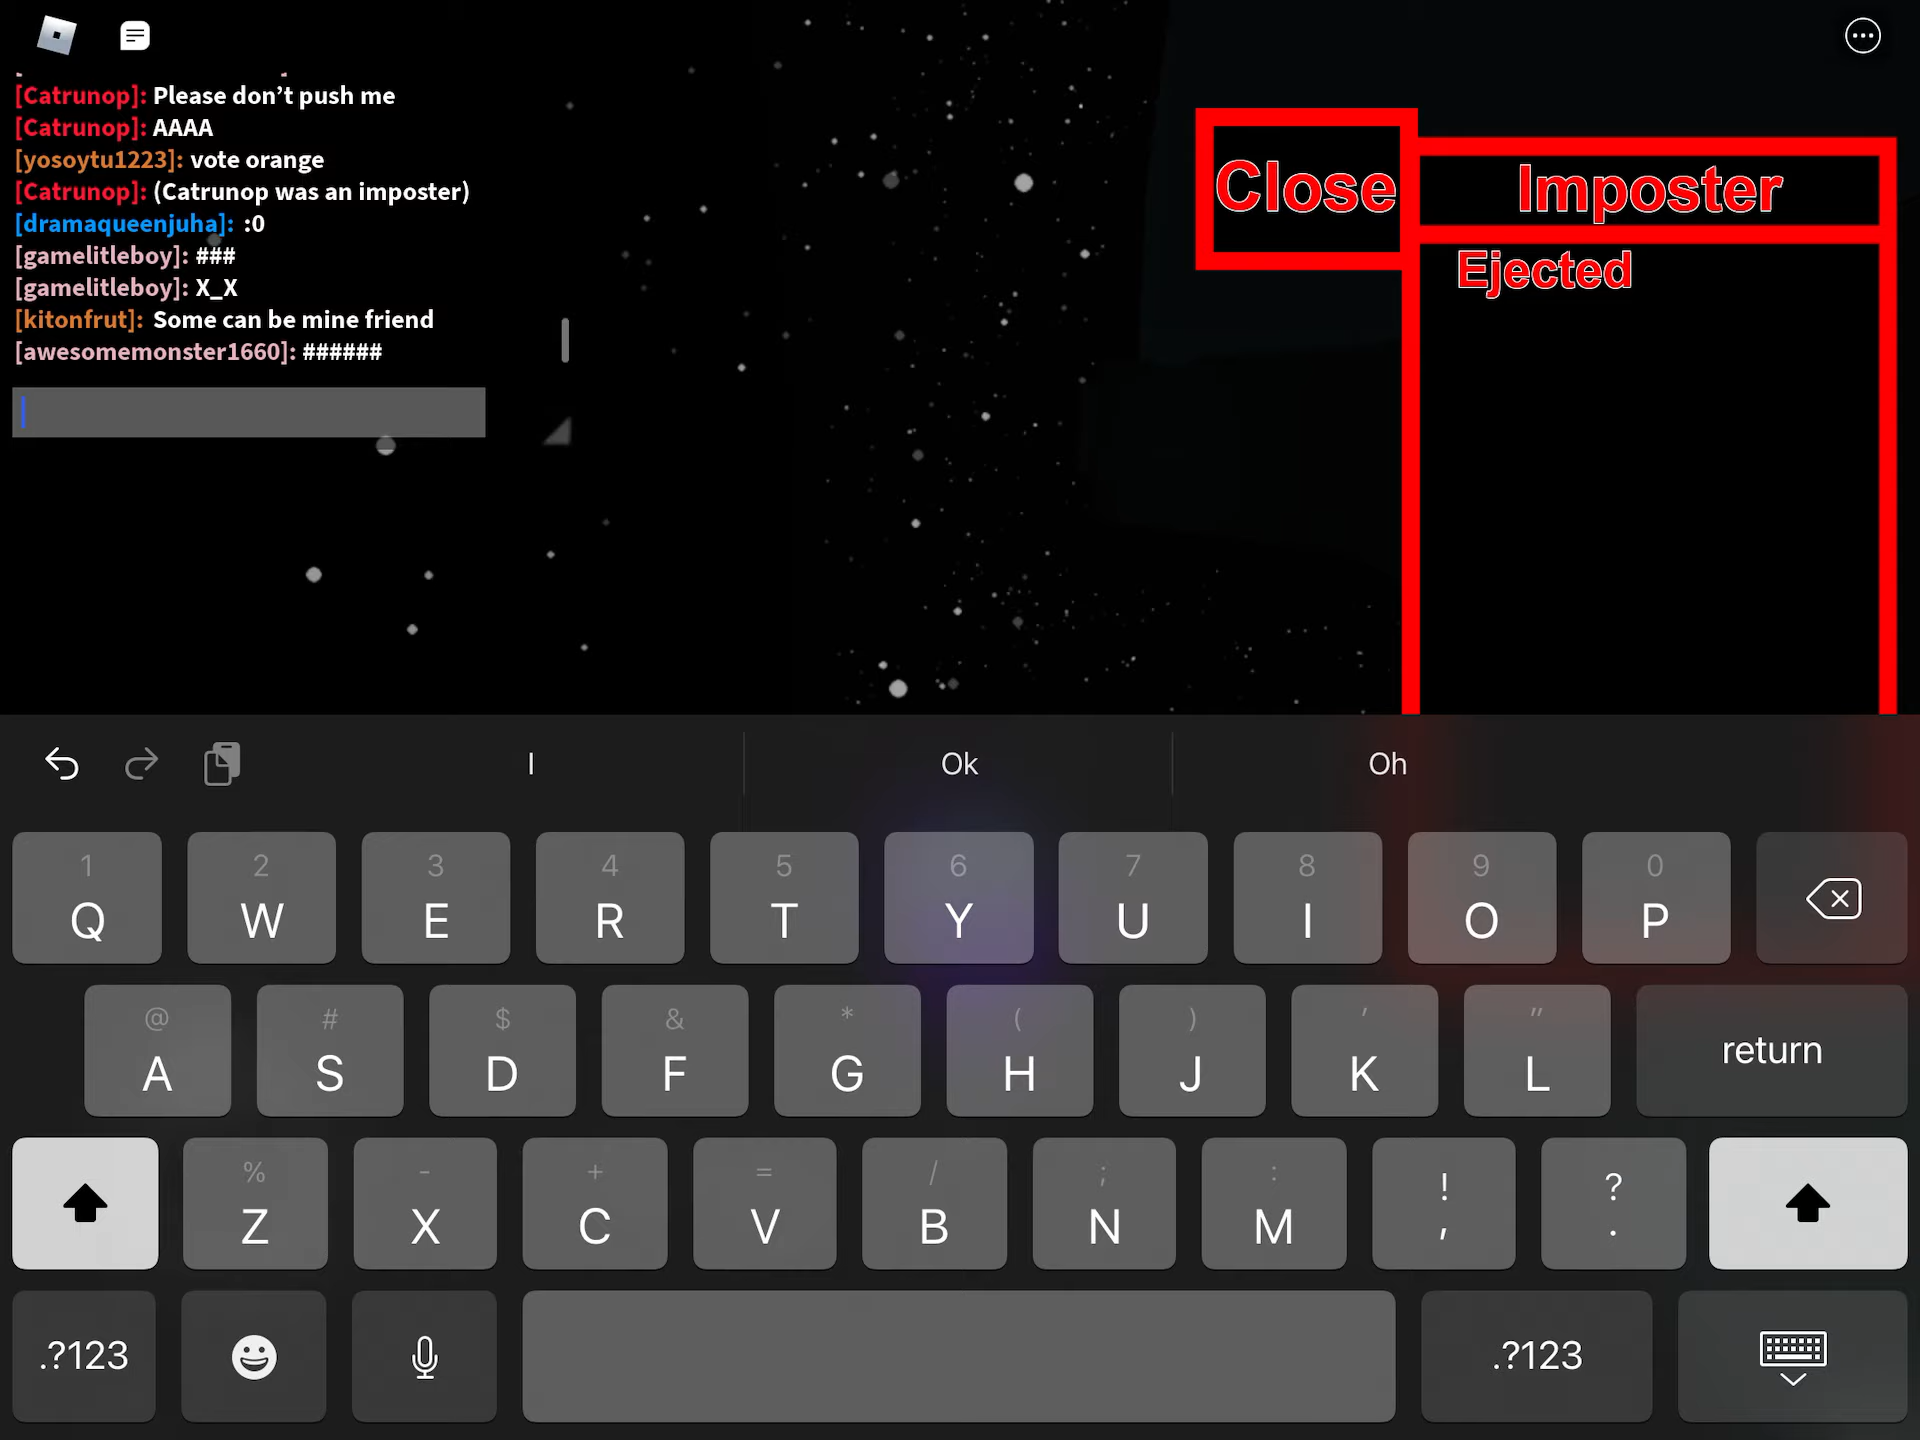 [Catrunop]: Please don't push me
[Catrunop]: AAAA
[yosoytu1223]: vote orange
[Catrunop]: (Catrunop was an imposter)
[dramaqueenjuha]: :0
[gamelitleboy]: ###
[gamelitleboy]: X_X
[kitonfrut]: Some can be mine friend
[awesomemonster1660]: ######
Close
Imposter
Ejected
I Ok Oh
1 2 3 4 5 6 7 8 9 0
Q W E R T Y U I O P
@ # $ & * ( ) ' "
A S D F G H J K L return
% - + = / ; : ! ?
Z X C V B N M , .
.?123 .?123